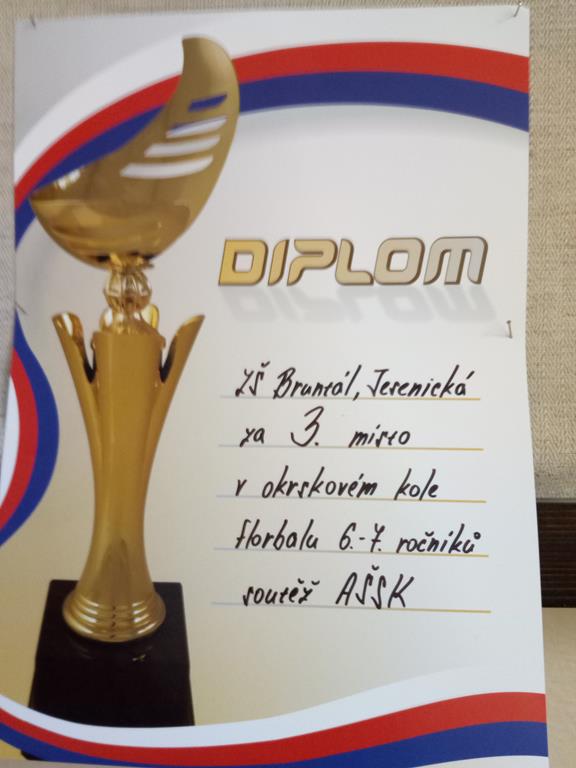 DIPLOM
ZŠ Bruntál, Jesenická
za 3. místo
v okrskovém kole
florbalu 6.-7. ročníků
soutěž AŠSK